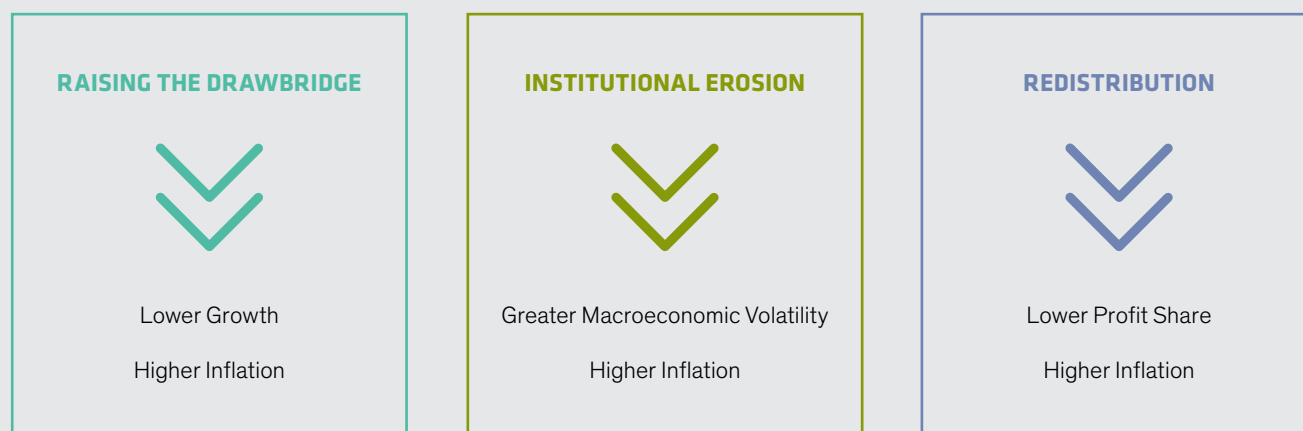 RAISING THE DRAWBRIDGE
Lower Growth
Higher Inflation
INSTITUTIONAL EROSION
Greater Macroeconomic Volatility
Higher Inflation
REDISTRIBUTION
Lower Profit Share
Higher Inflation